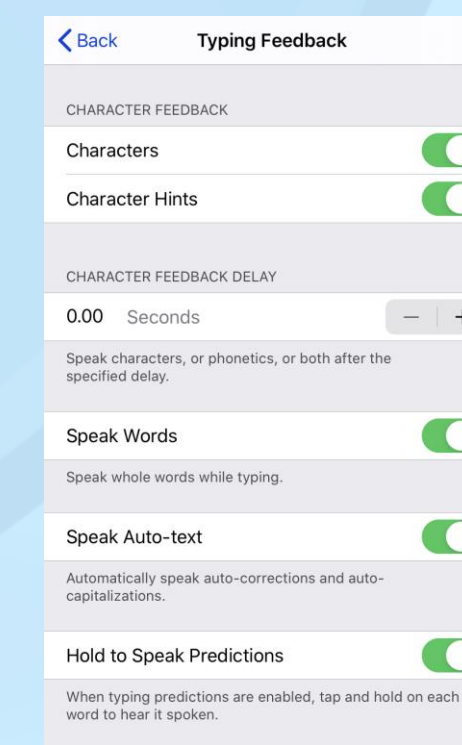 Back Typing Feedback
CHARACTER FEEDBACK
Characters
Character Hints
CHARACTER FEEDBACK DELAY
0.00 Seconds − +
Speak characters, or phonetics, or both after the
specified delay.
Speak Words
Speak whole words while typing.
Speak Auto-text
Automatically speak auto-corrections and auto-
capitalizations.
Hold to Speak Predictions
When typing predictions are enabled, tap and hold on each
word to hear it spoken.